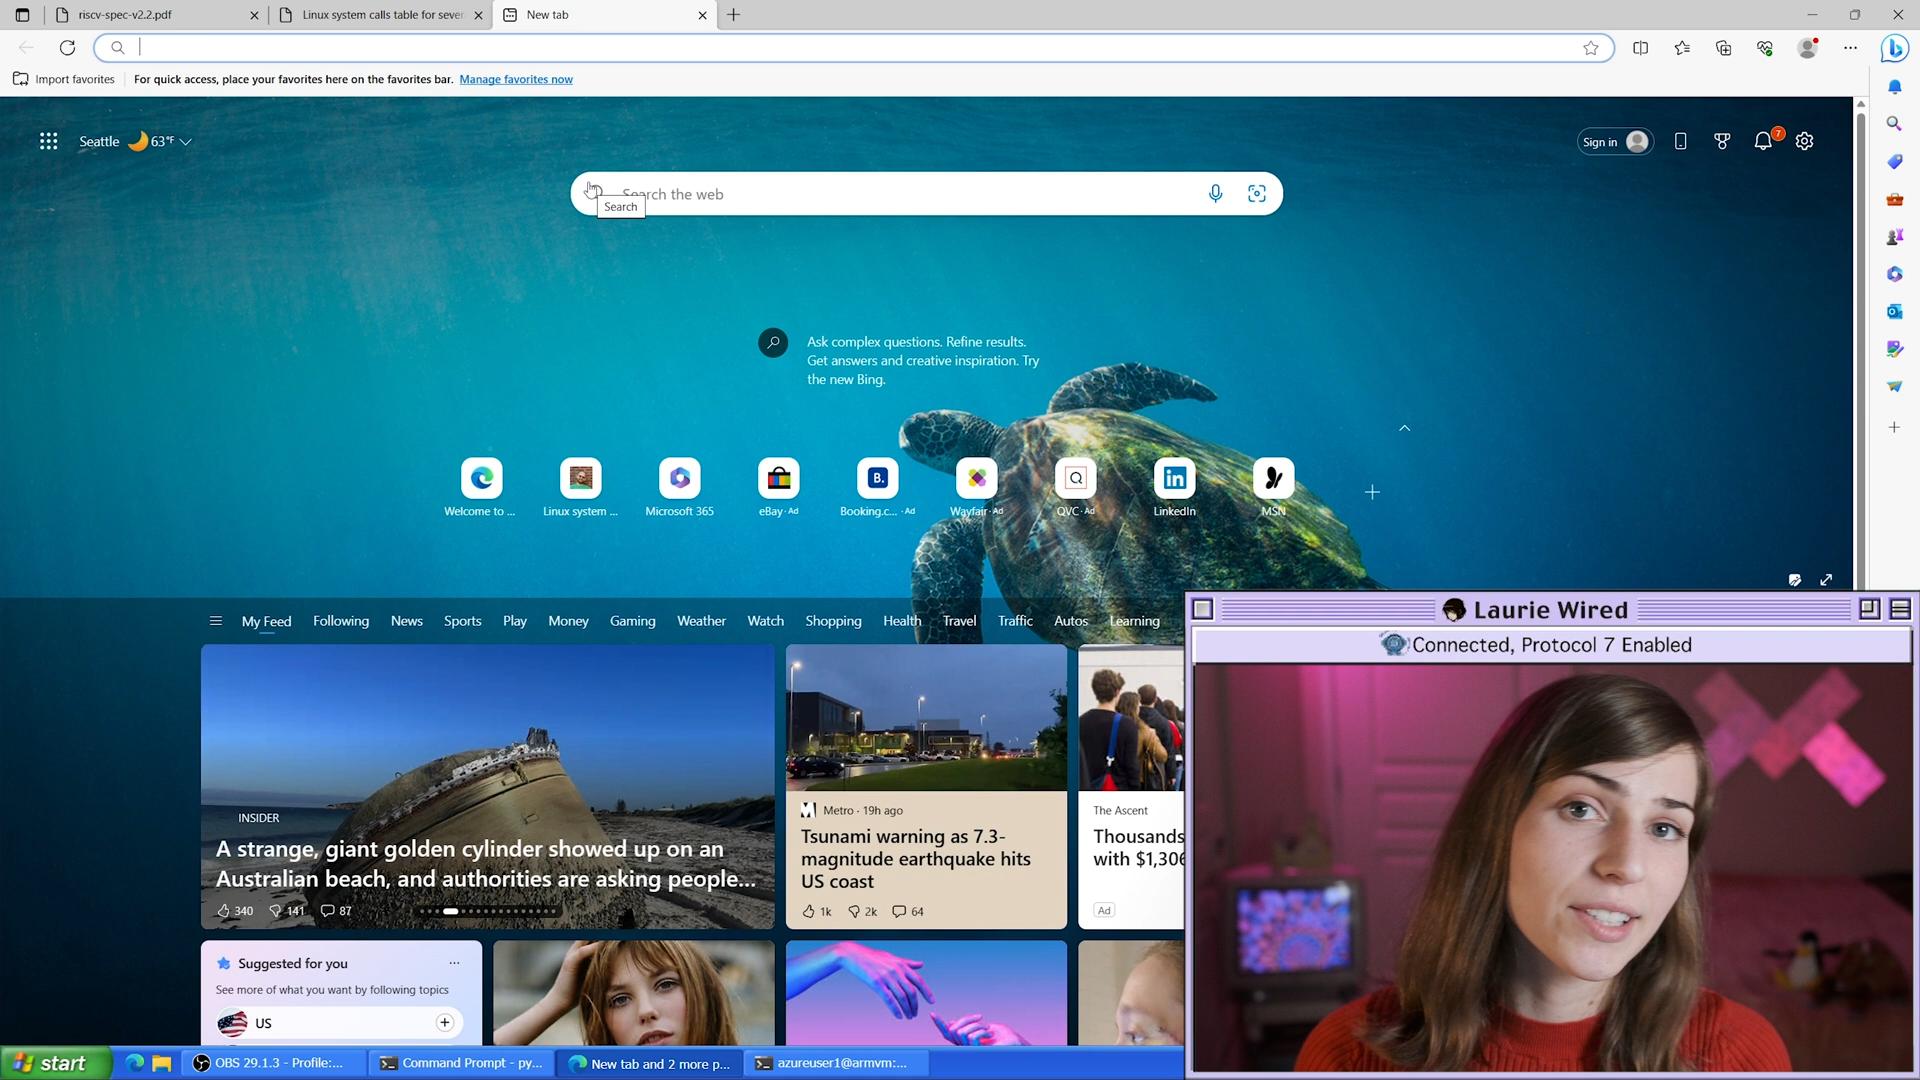 riscv-spec-v2.2.pdf
Linux system calls table for sever
New tab
Import favorites
For quick access, place your favorites here on the favorites bar. Manage favorites now
Seattle 63°F
Sign in
7
Search the web
Search
Ask complex questions. Refine results.
Get answers and creative inspiration. Try
the new Bing.
Welcome to ...
Linux system ...
Microsoft 365
eBay · Ad
B.
Booking.c... · Ad
Wayfair · Ad
Q
QVC · Ad
in
LinkedIn
MSN
My Feed
Following
News
Sports
Play
Money
Gaming
Weather
Watch
Shopping
Health
Travel
Traffic
Autos
Learning
INSIDER
A strange, giant golden cylinder showed up on an
Australian beach, and authorities are asking people...
340 141 87
Metro · 19h ago
Tsunami warning as 7.3-
magnitude earthquake hits
US coast
1k 2k 64
The Ascent
Thousands
with $1,306
Ad
Suggested for you
See more of what you want by following topics
US
Laurie Wired
Connected, Protocol 7 Enabled
start
OBS 29.1.3 - Profile:...
Command Prompt - py...
New tab and 2 more p...
azureuser1@armvm:...